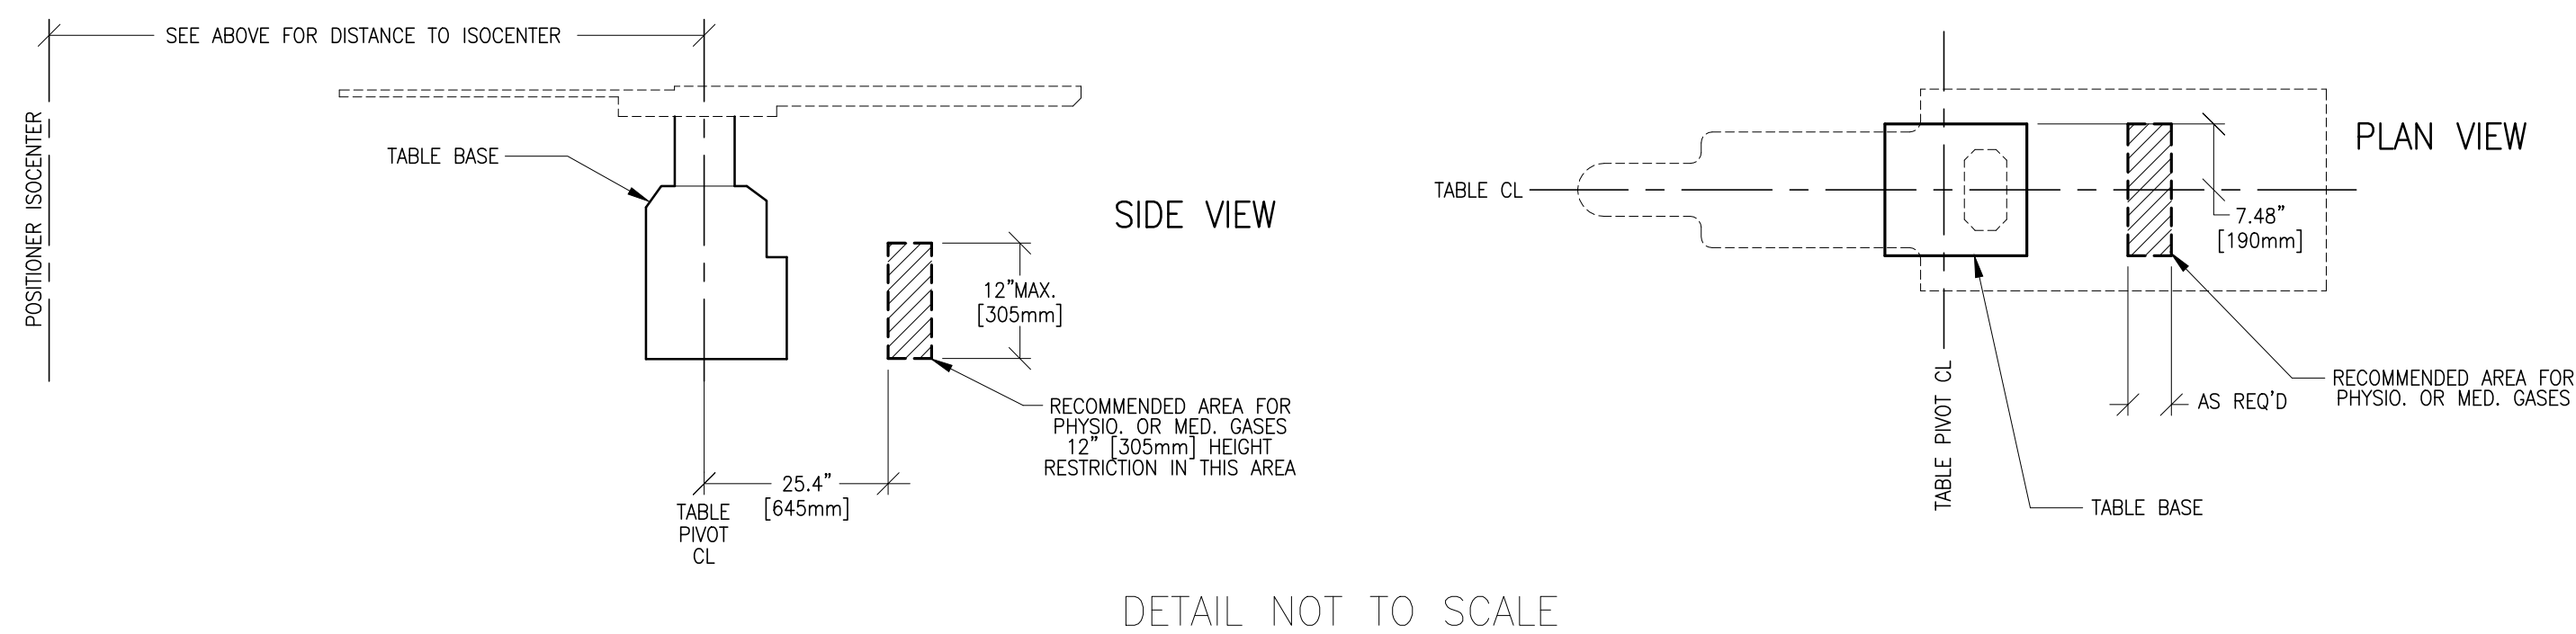 SEE ABOVE FOR DISTANCE TO ISOCENTER
POSITIONER ISOCENTER
TABLE BASE
SIDE VIEW
12"MAX.
[305mm]
RECOMMENDED AREA FOR
PHYSIO. OR MED. GASES
12" [305mm] HEIGHT
RESTRICTION IN THIS AREA
25.4"
[645mm]
TABLE
PIVOT
CL
PLAN VIEW
TABLE CL
7.48"
[190mm]
RECOMMENDED AREA FOR
PHYSIO. OR MED. GASES
AS REQ'D
TABLE PIVOT CL
TABLE BASE
DETAIL NOT TO SCALE